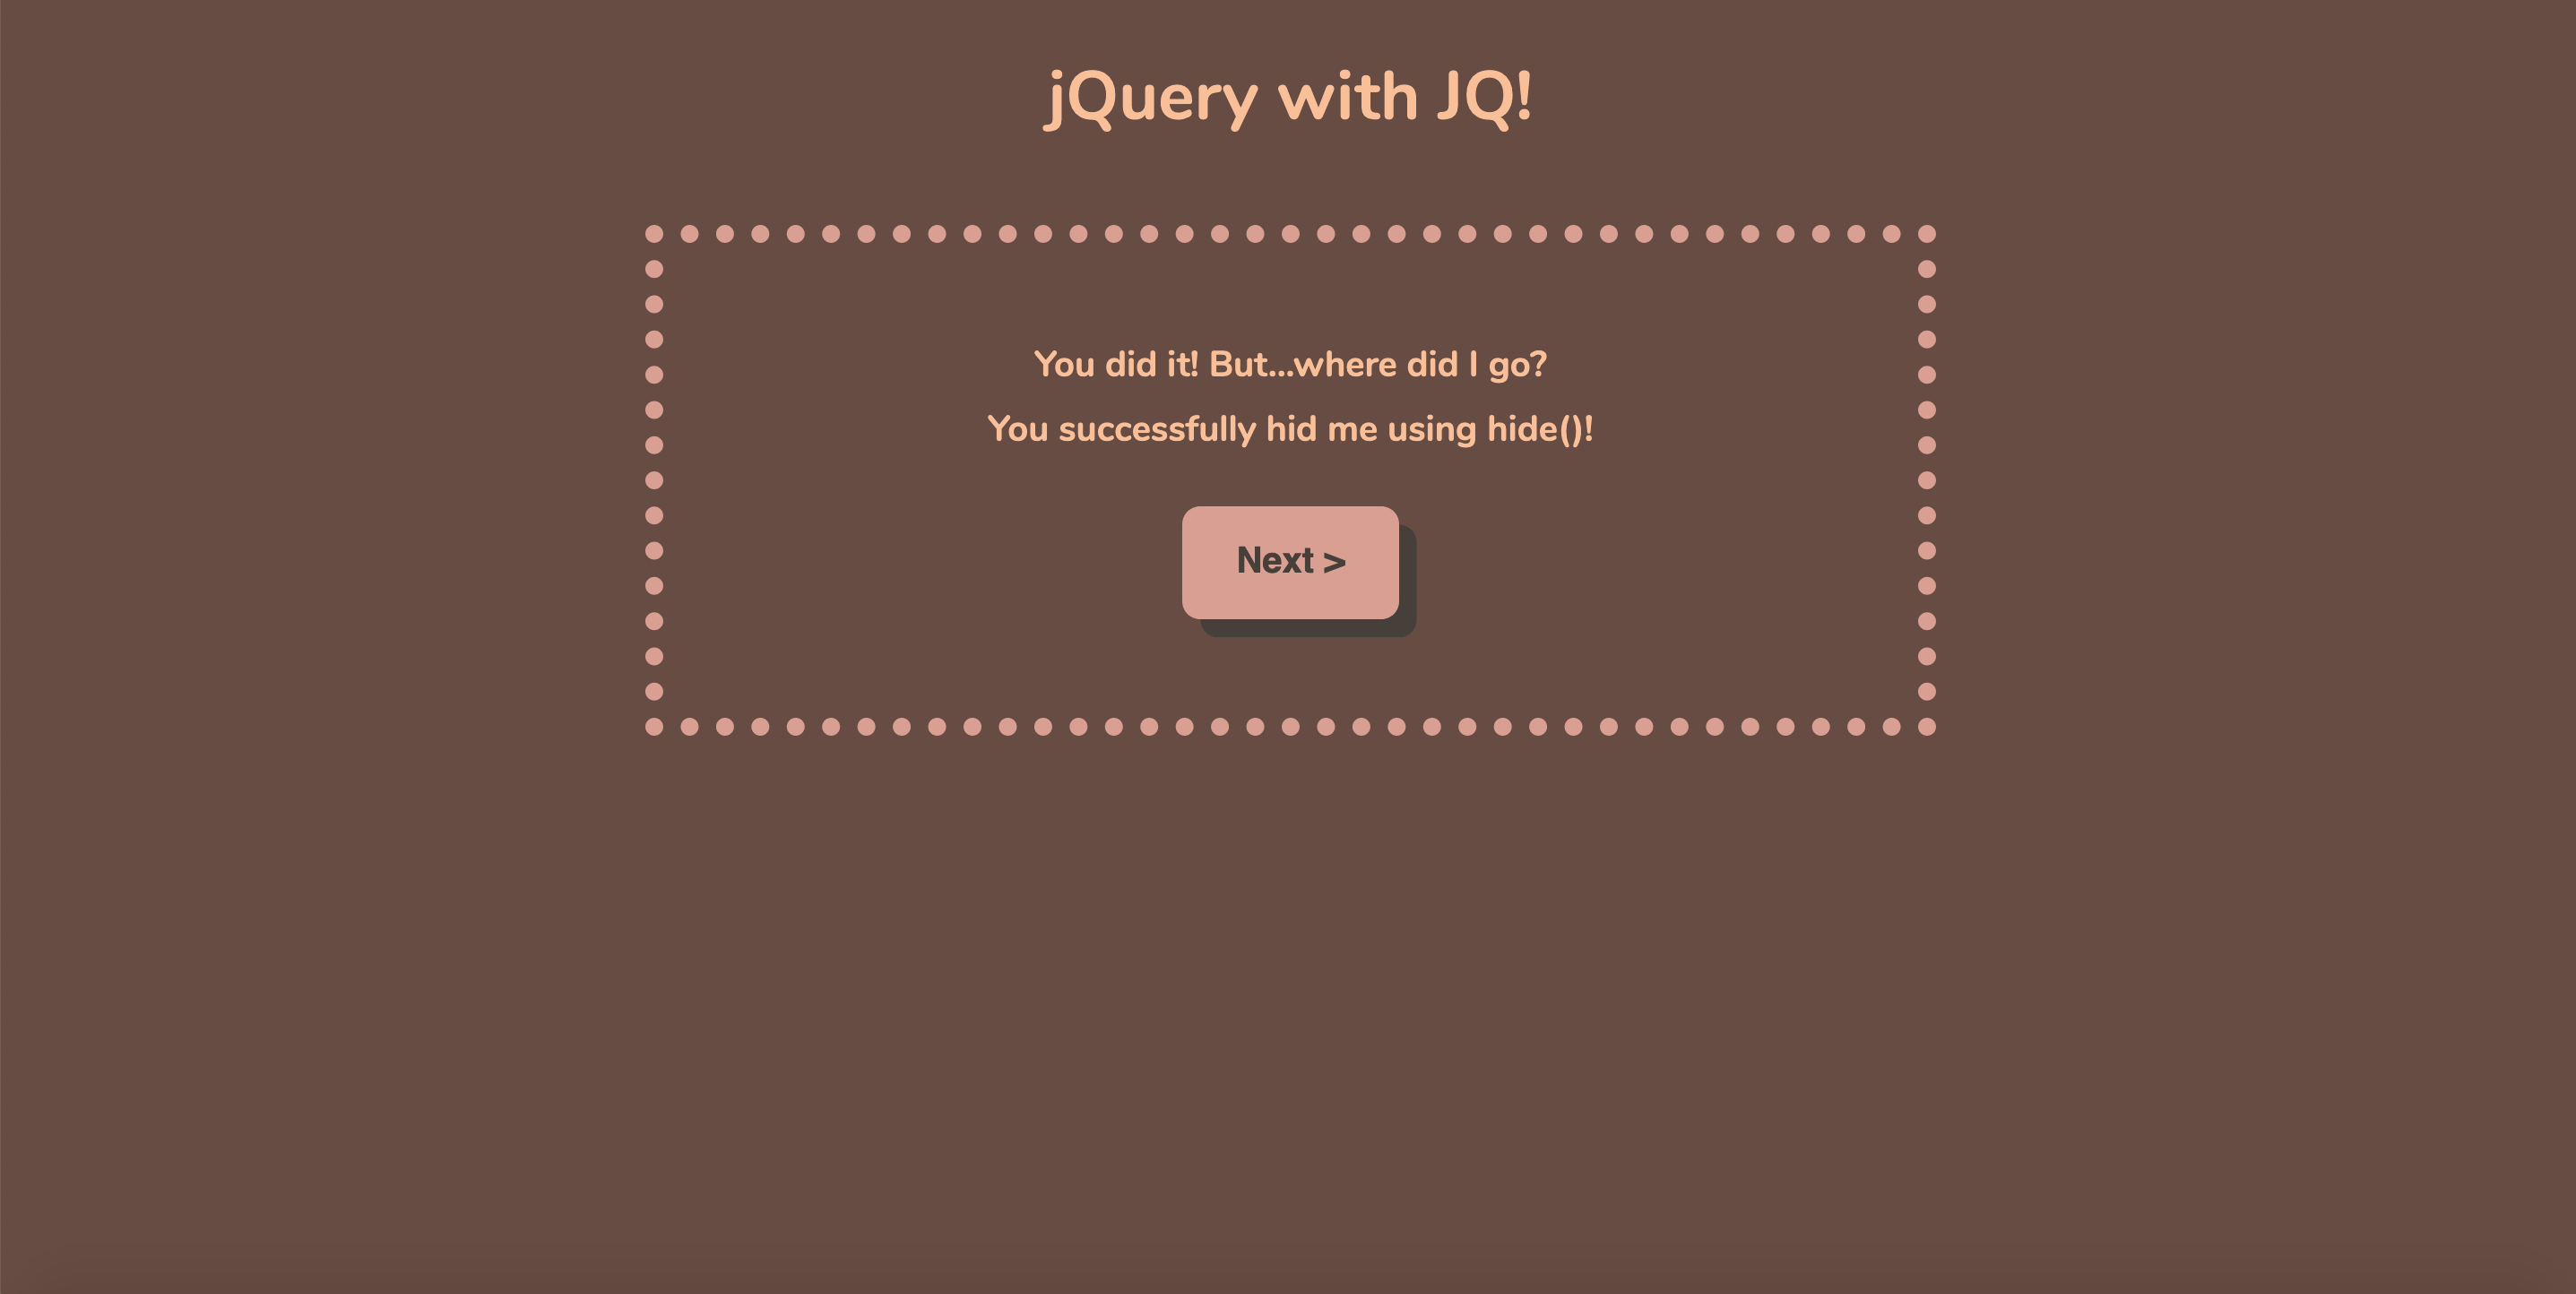 jQuery with JQ!
You did it! But...where did I go?
You successfully hid me using hide()!
Next >